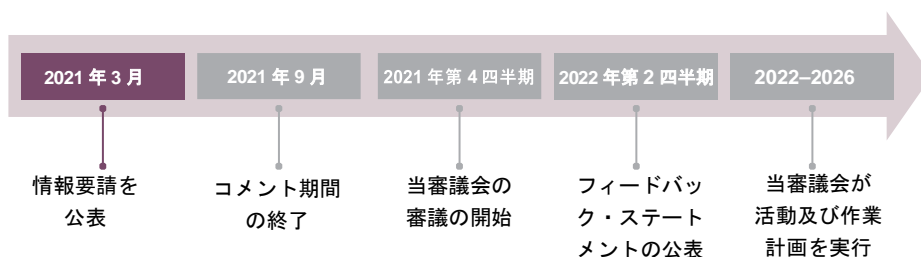 2021 年 3 月
2021 年 9 月
2021 年第 4 四半期
2022 年第 2 四半期
2022–2026
情報要請を
公表
コメント期間
の終了
当審議会の
審議の開始
フィードバッ
ク・ステート
メントの公表
当審議会が
活動及び作業
計画を実行